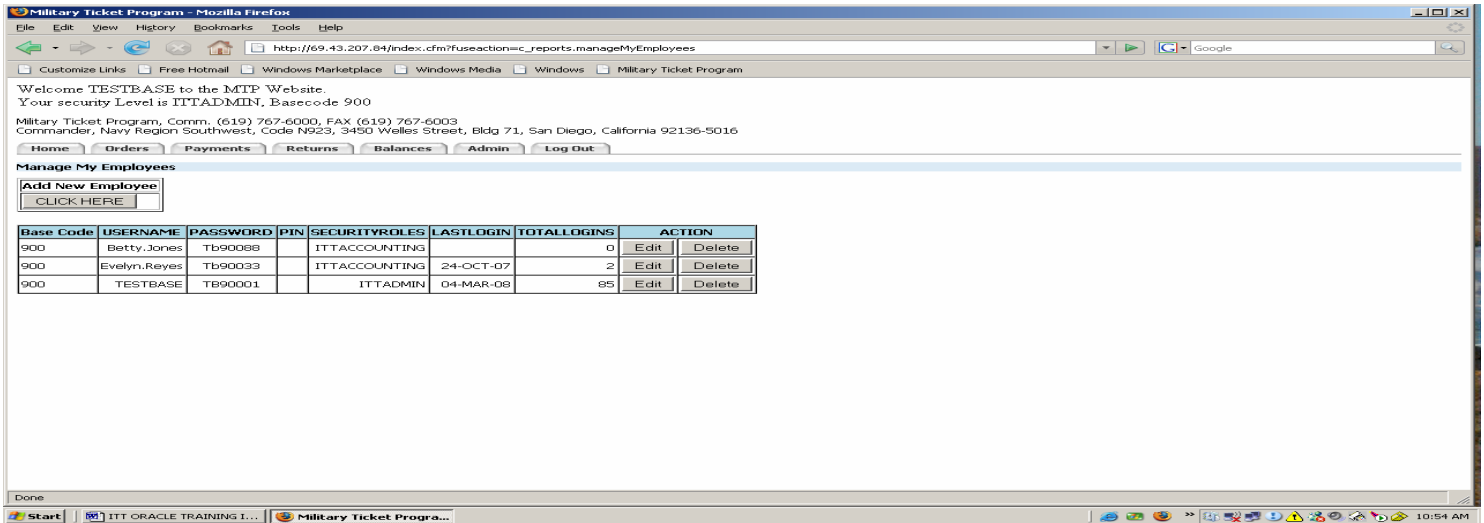 Military Ticket Program - Mozilla Firefox
File Edit View History Bookmarks Tools Help
http://69.43.207.84/index.cfm?fuseaction=c_reports.manageMyEmployees
Google
Customize Links Free Hotmail Windows Marketplace Windows Media Windows Military Ticket Program
Welcome TESTBASE to the MTP Website.
Your security Level is ITTADMIN, Basecode 900
Military Ticket Program, Comm. (619) 767-6000, FAX (619) 767-6003
Commander, Navy Region Southwest, Code N923, 3450 Welles Street, Bldg 71, San Diego, California 92136-5016
Home Orders Payments Returns Balances Admin Log Out
Manage My Employees
Add New Employee
CLICK HERE
Base Code USERNAME PASSWORD PIN SECURITYROLES LASTLOGIN TOTALLOGINS ACTION
900 Betty.Jones Tb90088 ITTACCOUNTING 0 Edit Delete
900 Evelyn.Reyes Tb90033 ITTACCOUNTING 24-OCT-07 2 Edit Delete
900 TESTBASE TB90001 ITTADMIN 04-MAR-08 85 Edit Delete
Done
Start ITT ORACLE TRAINING I... Military Ticket Progra... 10:54 AM